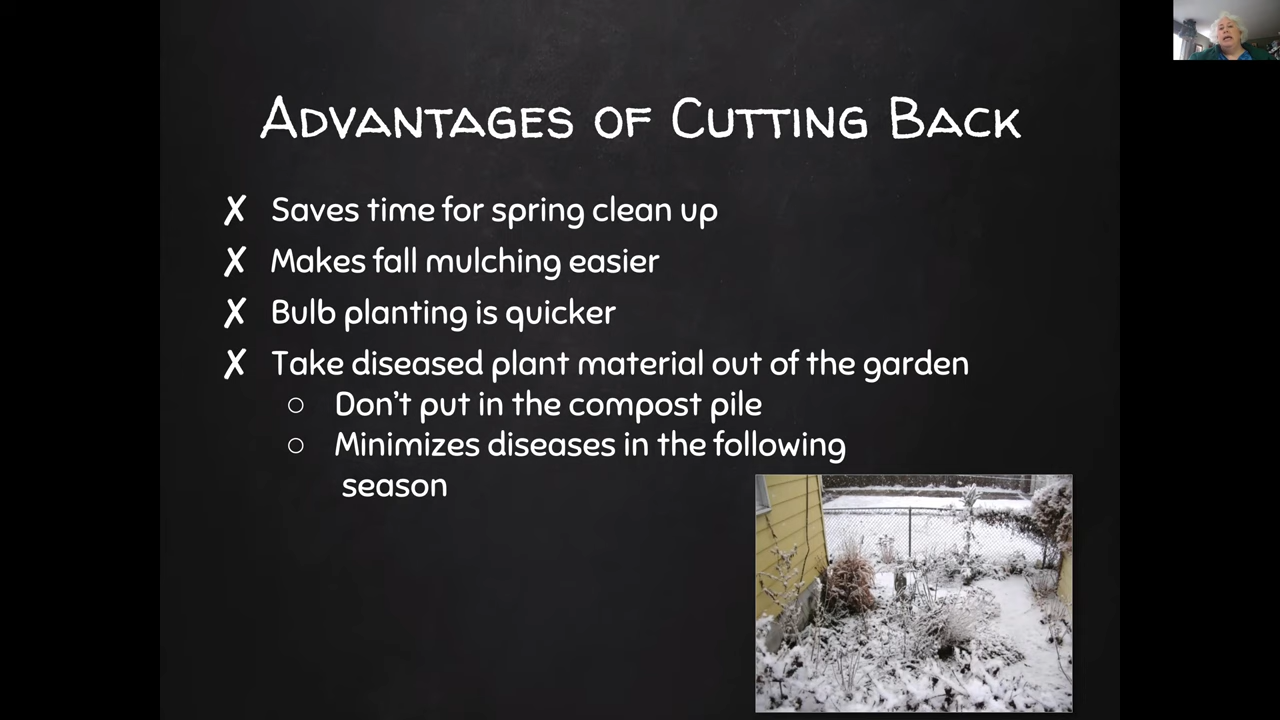 Advantages of Cutting Back
✗ Saves time for spring clean up
✗ Makes fall mulching easier
✗ Bulb planting is quicker
✗ Take diseased plant material out of the garden
○ Don't put in the compost pile
○ Minimizes diseases in the following
season